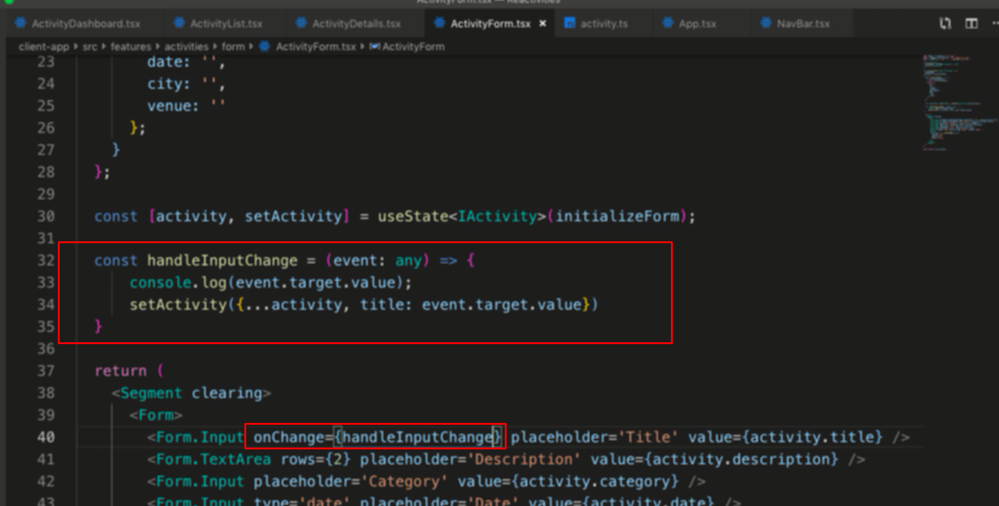 ActivityForm.tsx — Reactivities
ActivityDashboard.tsx ActivityList.tsx ActivityDetails.tsx ActivityForm.tsx × TS activity.ts App.tsx NavBar.tsx
client-app ▸ src ▸ features ▸ activities ▸ form ▸ ActivityForm.tsx ▸ ActivityForm
23 date: '',
24 city: '',
25 venue: ''
26 };
27 }
28 };
29
30 const [activity, setActivity] = useState<IActivity>(initializeForm);
31
32 const handleInputChange = (event: any) => {
33 console.log(event.target.value);
34 setActivity({...activity, title: event.target.value})
35 }
36
37 return (
38 <Segment clearing>
39 <Form>
40 <Form.Input onChange={handleInputChange} placeholder='Title' value={activity.title} />
41 <Form.TextArea rows={2} placeholder='Description' value={activity.description} />
42 <Form.Input placeholder='Category' value={activity.category} />
43 <Form.Input type='date' placeholder='Date' value={activity.date} />